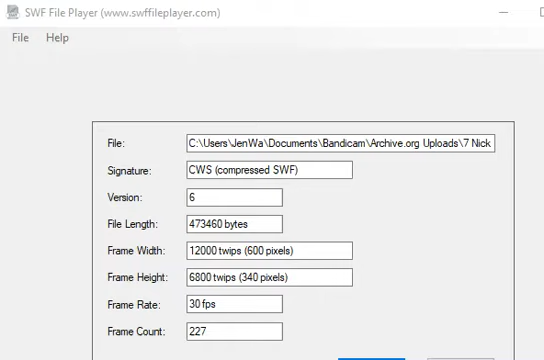 SWF File Player (www.swffileplayer.com)
File Help
File: C:\Users\JenWa\Documents\Bandicam\Archive.org Uploads\7 Nick
Signature: CWS (compressed SWF)
Version: 6
File Length: 473460 bytes
Frame Width: 12000 twips (600 pixels)
Frame Height: 6800 twips (340 pixels)
Frame Rate: 30 fps
Frame Count: 227